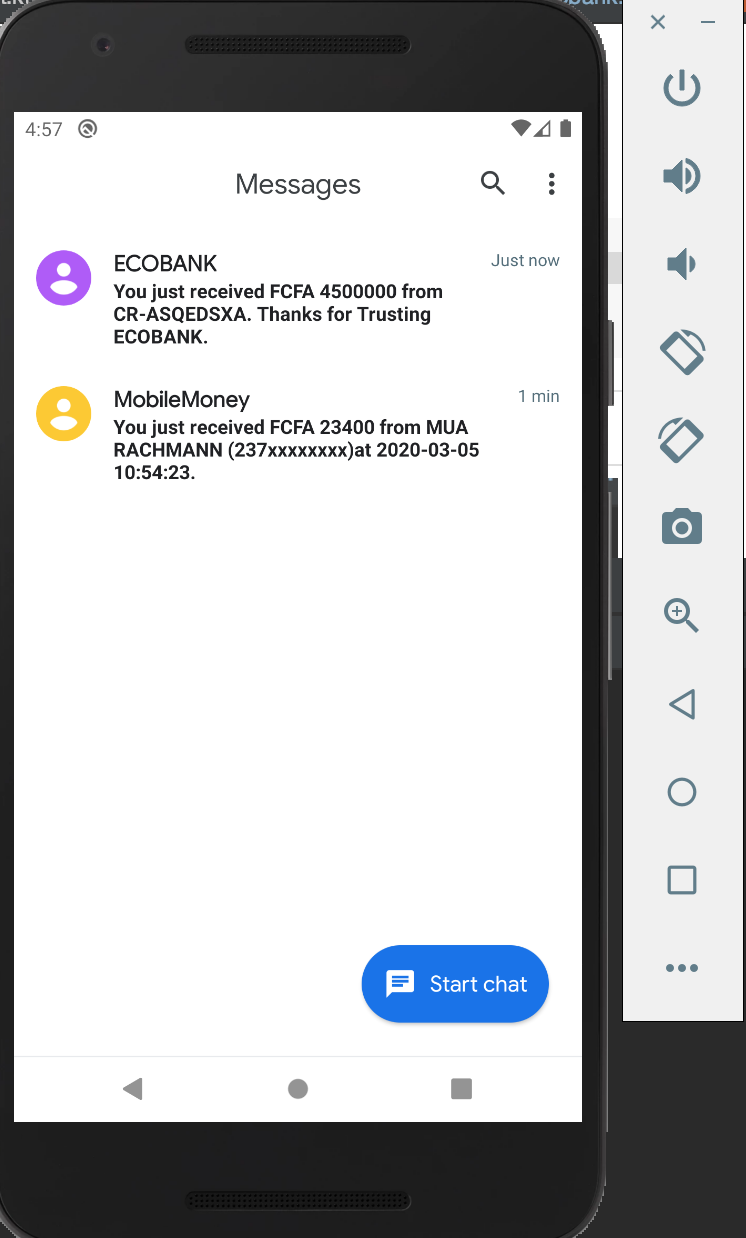 4:57
Messages
ECOBANK
Just now
You just received FCFA 4500000 from
CR-ASQEDSXA. Thanks for Trusting
ECOBANK.
MobileMoney
1 min
You just received FCFA 23400 from MUA
RACHMANN (237xxxxxxxx)at 2020-03-05
10:54:23.
Start chat